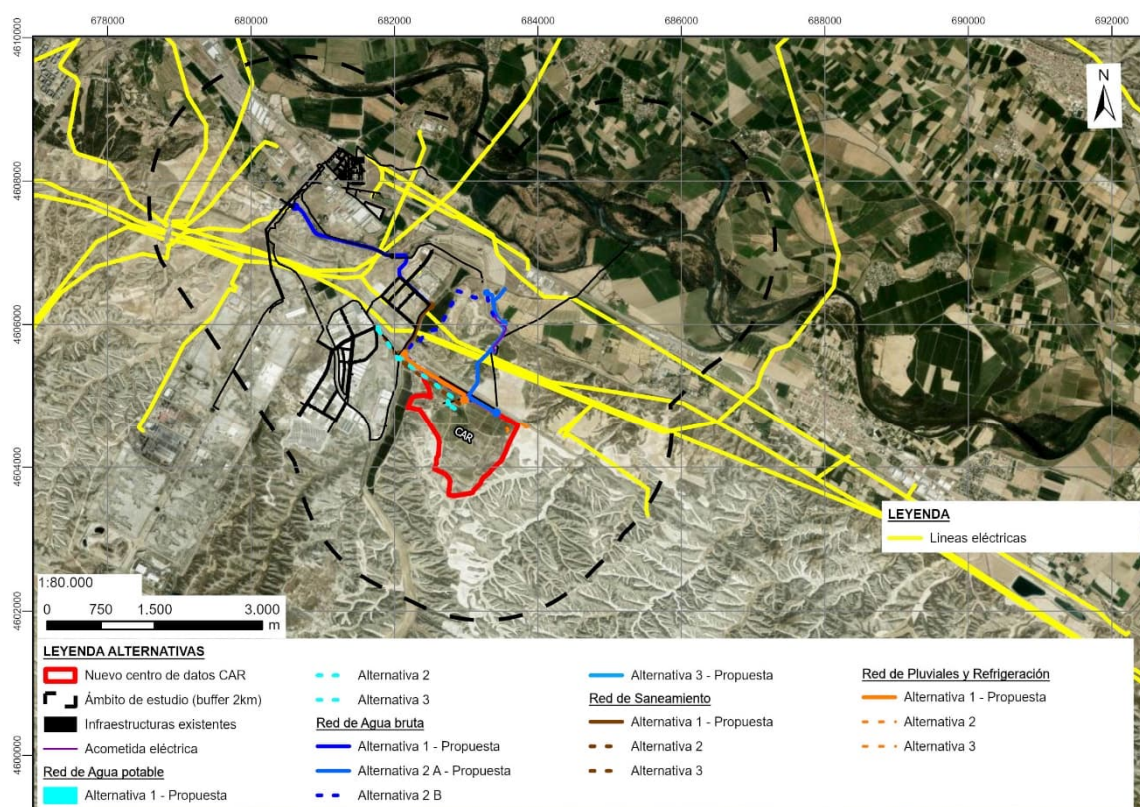 678000 680000 682000 684000 686000 688000 690000 692000
4610000
N
4608000
4606000
CAR
4604000
LEYENDA
Lineas eléctricas
1:80.000
0 750 1.500 3.000
m
4602000
LEYENDA ALTERNATIVAS
Nuevo centro de datos CAR
Ámbito de estudio (buffer 2km)
Infraestructuras existentes
Acometida eléctrica
Red de Agua potable
Alternativa 1 - Propuesta
Alternativa 2
Alternativa 3
Red de Agua bruta
Alternativa 1 - Propuesta
Alternativa 2 A - Propuesta
Alternativa 2 B
Alternativa 3 - Propuesta
Red de Saneamiento
Alternativa 1 - Propuesta
Alternativa 2
Alternativa 3
Red de Pluviales y Refrigeración
Alternativa 1 - Propuesta
Alternativa 2
Alternativa 3
4600000